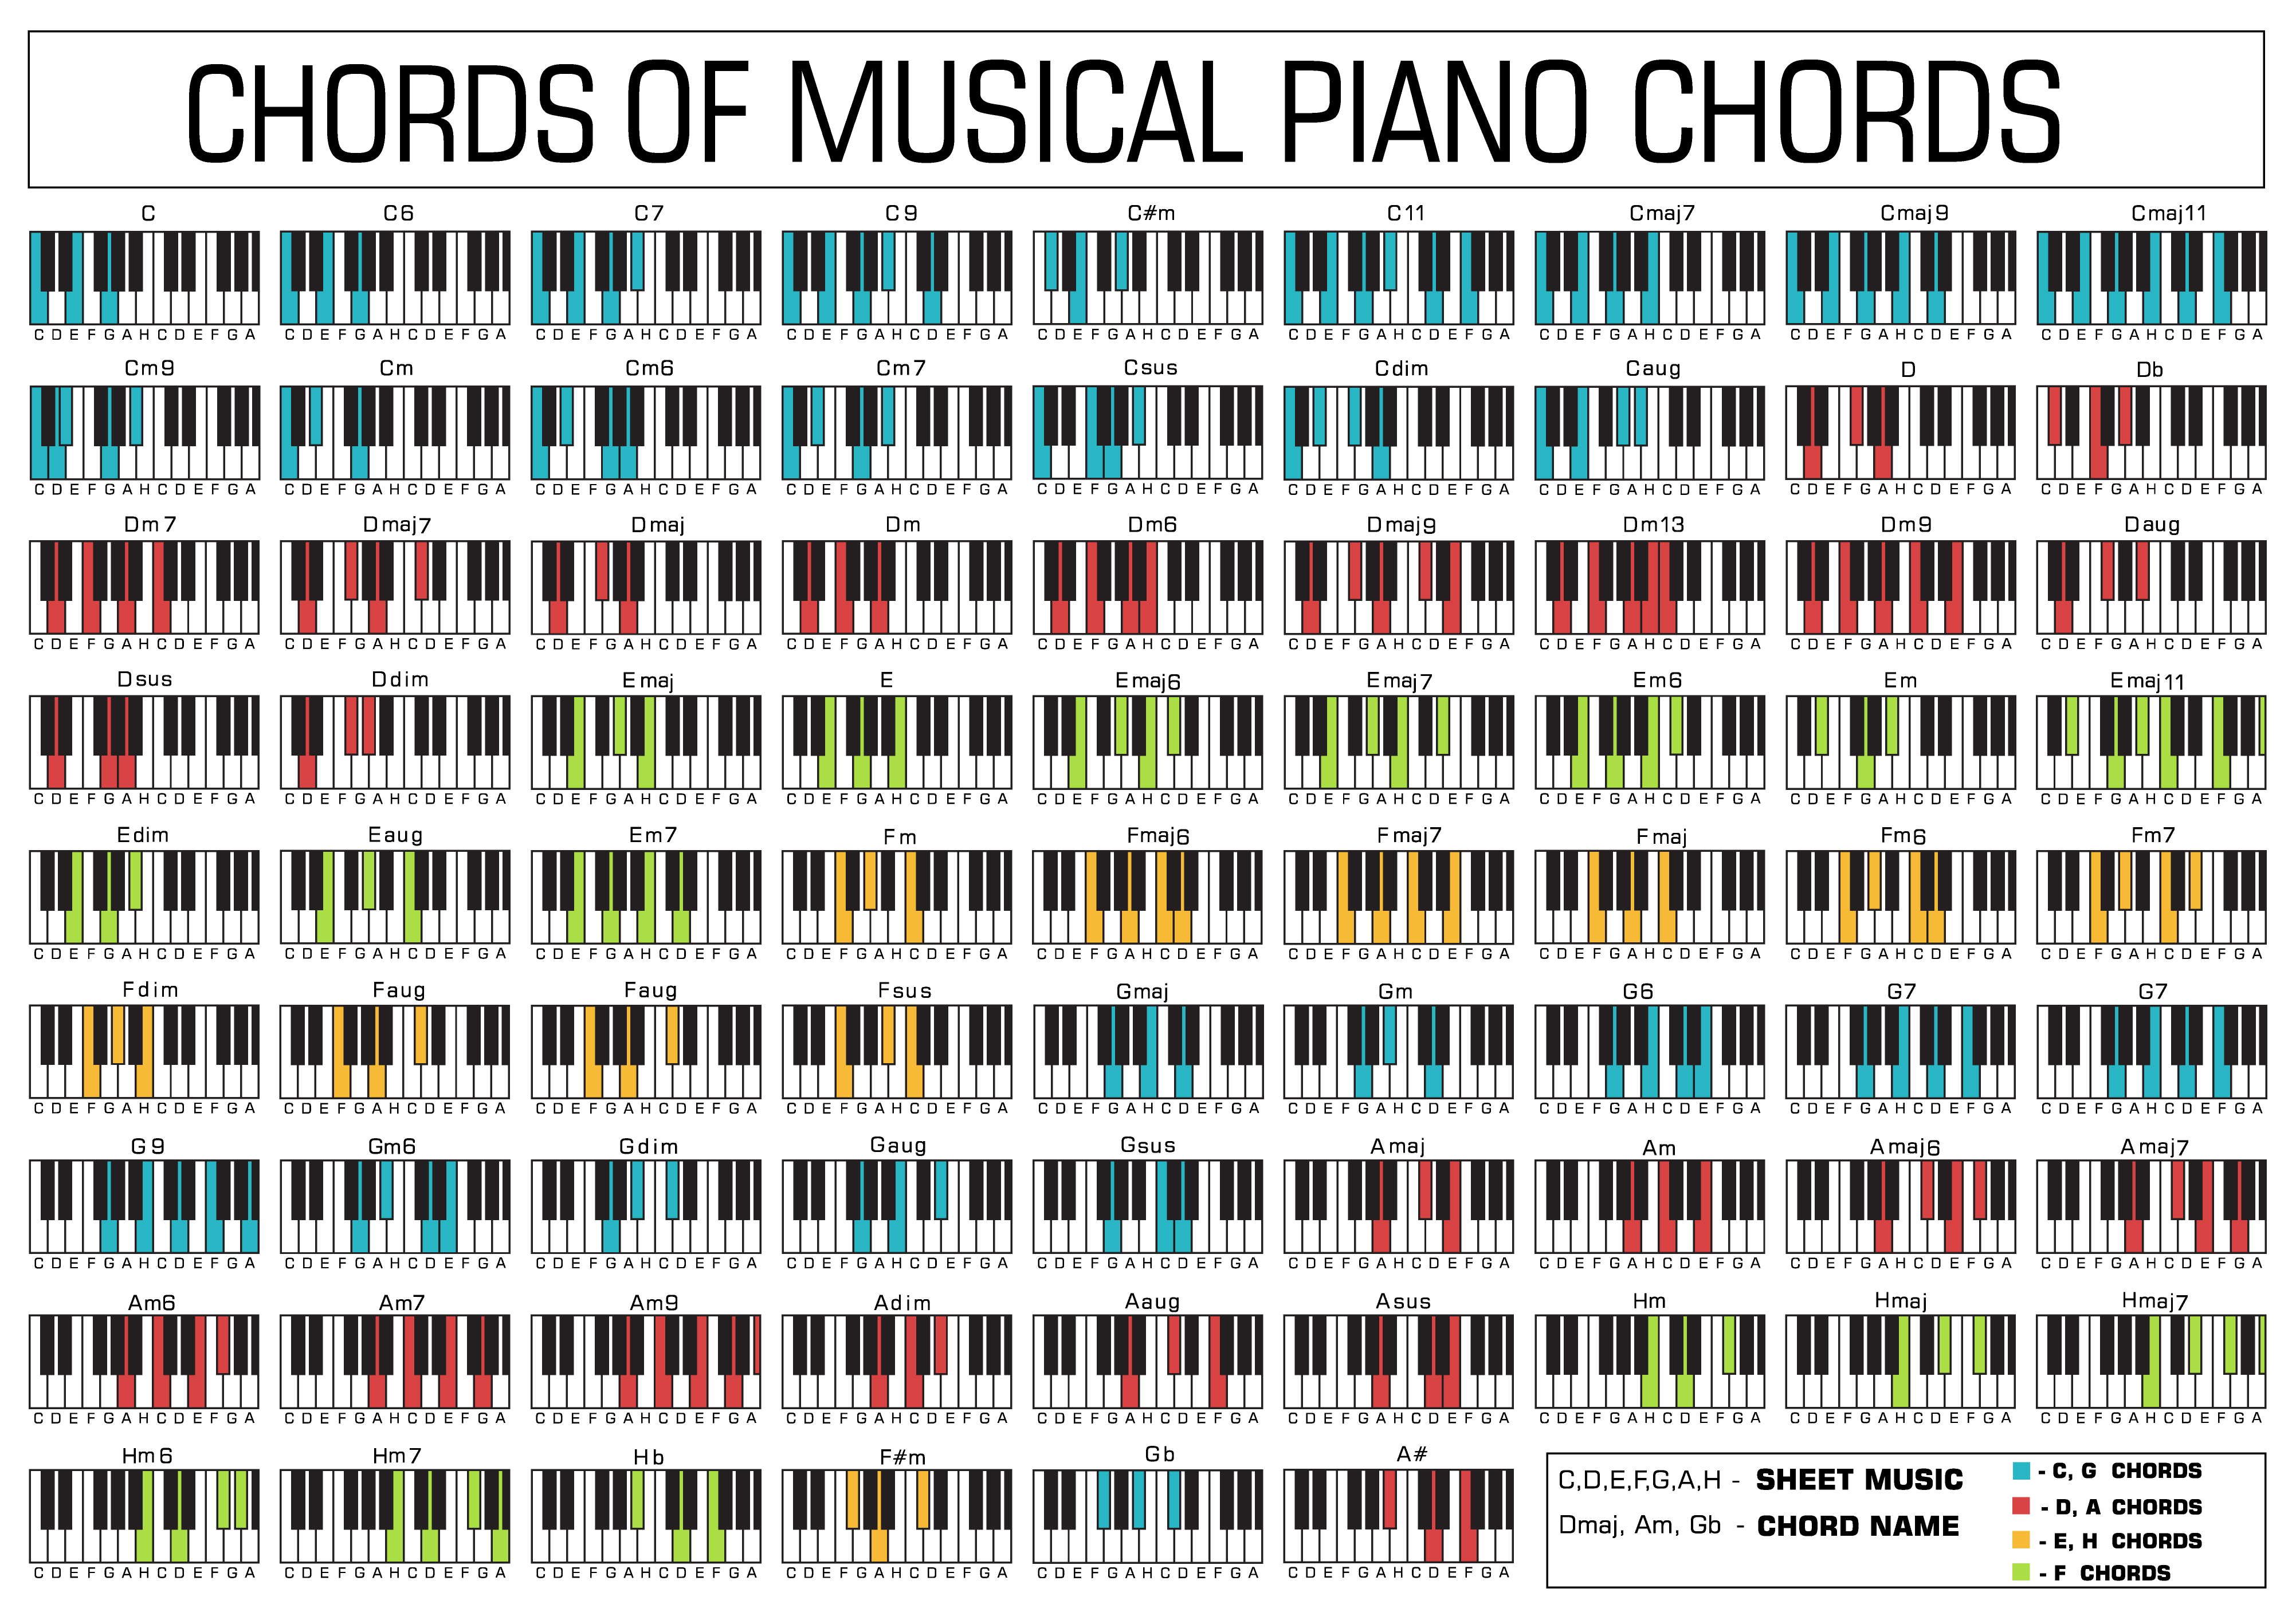 CHORDS OF MUSICAL PIANO CHORDS
C C6 C7 C9 C#m C11 Cmaj7 Cmaj9 Cmaj11
C D E F G A H C D E F G A C D E F G A H C D E F G A C D E F G A H C D E F G A C D E F G A H C D E F G A C D E F G A H C D E F G A C D E F G A H C D E F G A C D E F G A H C D E F G A C D E F G A H C D E F G A C D E F G A H C D E F G A
Cm9 Cm Cm6 Cm7 Csus Cdim Caug D Db
C D E F G A H C D E F G A C D E F G A H C D E F G A C D E F G A H C D E F G A C D E F G A H C D E F G A C D E F G A H C D E F G A C D E F G A H C D E F G A C D E F G A H C D E F G A C D E F G A H C D E F G A C D E F G A H C D E F G A
Dm7 Dmaj7 Dmaj Dm Dm6 Dmaj9 Dm13 Dm9 Daug
C D E F G A H C D E F G A C D E F G A H C D E F G A C D E F G A H C D E F G A C D E F G A H C D E F G A C D E F G A H C D E F G A C D E F G A H C D E F G A C D E F G A H C D E F G A C D E F G A H C D E F G A C D E F G A H C D E F G A
Dsus Ddim Emaj E Emaj6 Emaj7 Em6 Em Emaj11
C D E F G A H C D E F G A C D E F G A H C D E F G A C D E F G A H C D E F G A C D E F G A H C D E F G A C D E F G A H C D E F G A C D E F G A H C D E F G A C D E F G A H C D E F G A C D E F G A H C D E F G A C D E F G A H C D E F G A
Edim Eaug Em7 Fm Fmaj6 Fmaj7 Fmaj Fm6 Fm7
C D E F G A H C D E F G A C D E F G A H C D E F G A C D E F G A H C D E F G A C D E F G A H C D E F G A C D E F G A H C D E F G A C D E F G A H C D E F G A C D E F G A H C D E F G A C D E F G A H C D E F G A C D E F G A H C D E F G A
Fdim Faug Faug Fsus Gmaj Gm G6 G7 G7
C D E F G A H C D E F G A C D E F G A H C D E F G A C D E F G A H C D E F G A C D E F G A H C D E F G A C D E F G A H C D E F G A C D E F G A H C D E F G A C D E F G A H C D E F G A C D E F G A H C D E F G A C D E F G A H C D E F G A
G9 Gm6 Gdim Gaug Gsus Amaj Am Amaj6 Amaj7
C D E F G A H C D E F G A C D E F G A H C D E F G A C D E F G A H C D E F G A C D E F G A H C D E F G A C D E F G A H C D E F G A C D E F G A H C D E F G A C D E F G A H C D E F G A C D E F G A H C D E F G A C D E F G A H C D E F G A
Am6 Am7 Am9 Adim Aaug Asus Hm Hmaj Hmaj7
C D E F G A H C D E F G A C D E F G A H C D E F G A C D E F G A H C D E F G A C D E F G A H C D E F G A C D E F G A H C D E F G A C D E F G A H C D E F G A C D E F G A H C D E F G A C D E F G A H C D E F G A C D E F G A H C D E F G A
Hm6 Hm7 Hb F#m Gb A#
C D E F G A H C D E F G A C D E F G A H C D E F G A C D E F G A H C D E F G A C D E F G A H C D E F G A C D E F G A H C D E F G A C D E F G A H C D E F G A
C,D,E,F,G,A,H - SHEET MUSIC
Dmaj, Am, Gb - CHORD NAME
- C, G CHORDS
- D, A CHORDS
- E, H CHORDS
- F CHORDS